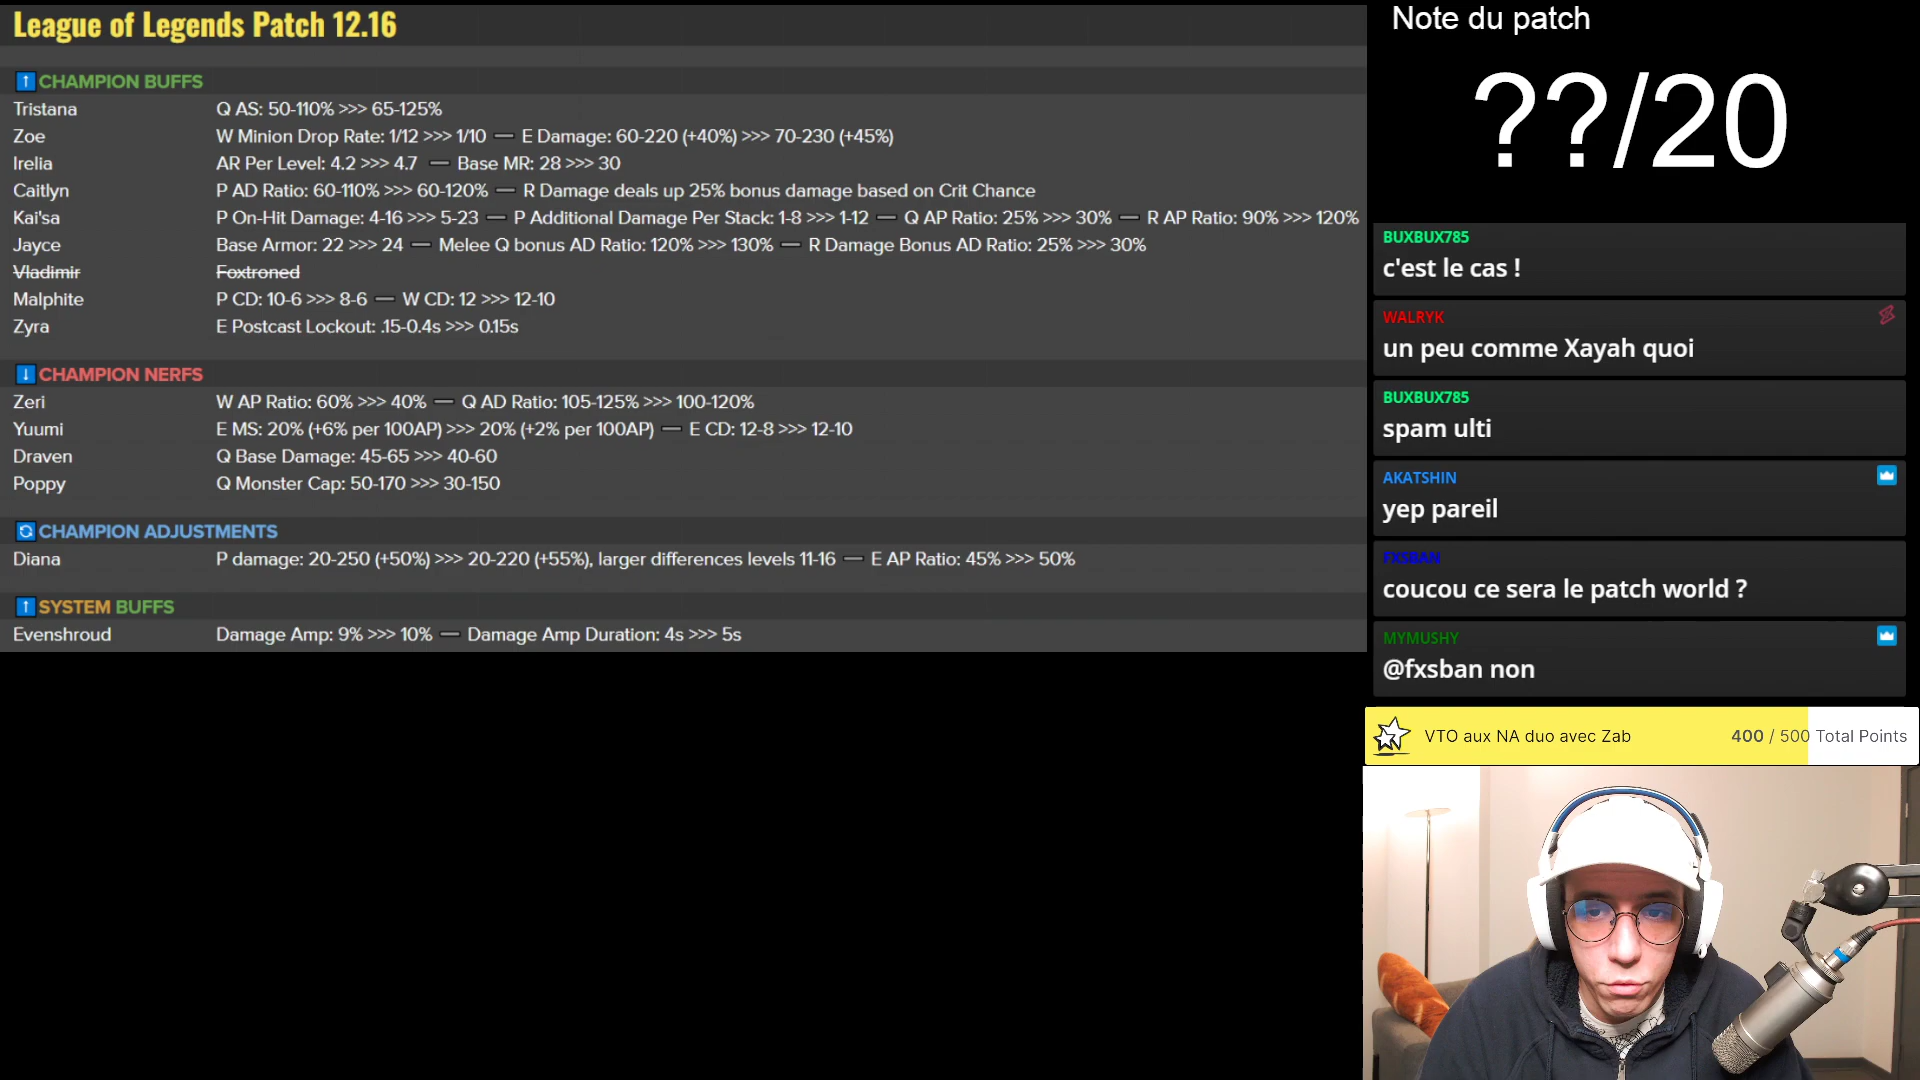 League of Legends Patch 12.16
CHAMPION BUFFS
Tristana Q AS: 50-110% >>> 65-125%
Zoe W Minion Drop Rate: 1/12 >>> 1/10 — E Damage: 60-220 (+40%) >>> 70-230 (+45%)
Irelia AR Per Level: 4.2 >>> 4.7 — Base MR: 28 >>> 30
Caitlyn P AD Ratio: 60-110% >>> 60-120% — R Damage deals up 25% bonus damage based on Crit Chance
Kai'sa P On-Hit Damage: 4-16 >>> 5-23 — P Additional Damage Per Stack: 1-8 >>> 1-12 — Q AP Ratio: 25% >>> 30% — R AP Ratio: 90% >>> 120%
Jayce Base Armor: 22 >>> 24 — Melee Q bonus AD Ratio: 120% >>> 130% — R Damage Bonus AD Ratio: 25% >>> 30%
Vladimir Foxtroned
Malphite P CD: 10-6 >>> 8-6 — W CD: 12 >>> 12-10
Zyra E Postcast Lockout: .15-0.4s >>> 0.15s
CHAMPION NERFS
Zeri W AP Ratio: 60% >>> 40% — Q AD Ratio: 105-125% >>> 100-120%
Yuumi E MS: 20% (+6% per 100AP) >>> 20% (+2% per 100AP) — E CD: 12-8 >>> 12-10
Draven Q Base Damage: 45-65 >>> 40-60
Poppy Q Monster Cap: 50-170 >>> 30-150
CHAMPION ADJUSTMENTS
Diana P damage: 20-250 (+50%) >>> 20-220 (+55%), larger differences levels 11-16 — E AP Ratio: 45% >>> 50%
SYSTEM BUFFS
Evenshroud Damage Amp: 9% >>> 10% — Damage Amp Duration: 4s >>> 5s
Note du patch
??/20
BUXBUX785
c'est le cas !
WALRYK
un peu comme Xayah quoi
BUXBUX785
spam ulti
AKATSHIN
yep pareil
FXSBAN
coucou ce sera le patch world ?
MYMUSHY
@fxsban non
VTO aux NA duo avec Zab 400 / 500 Total Points